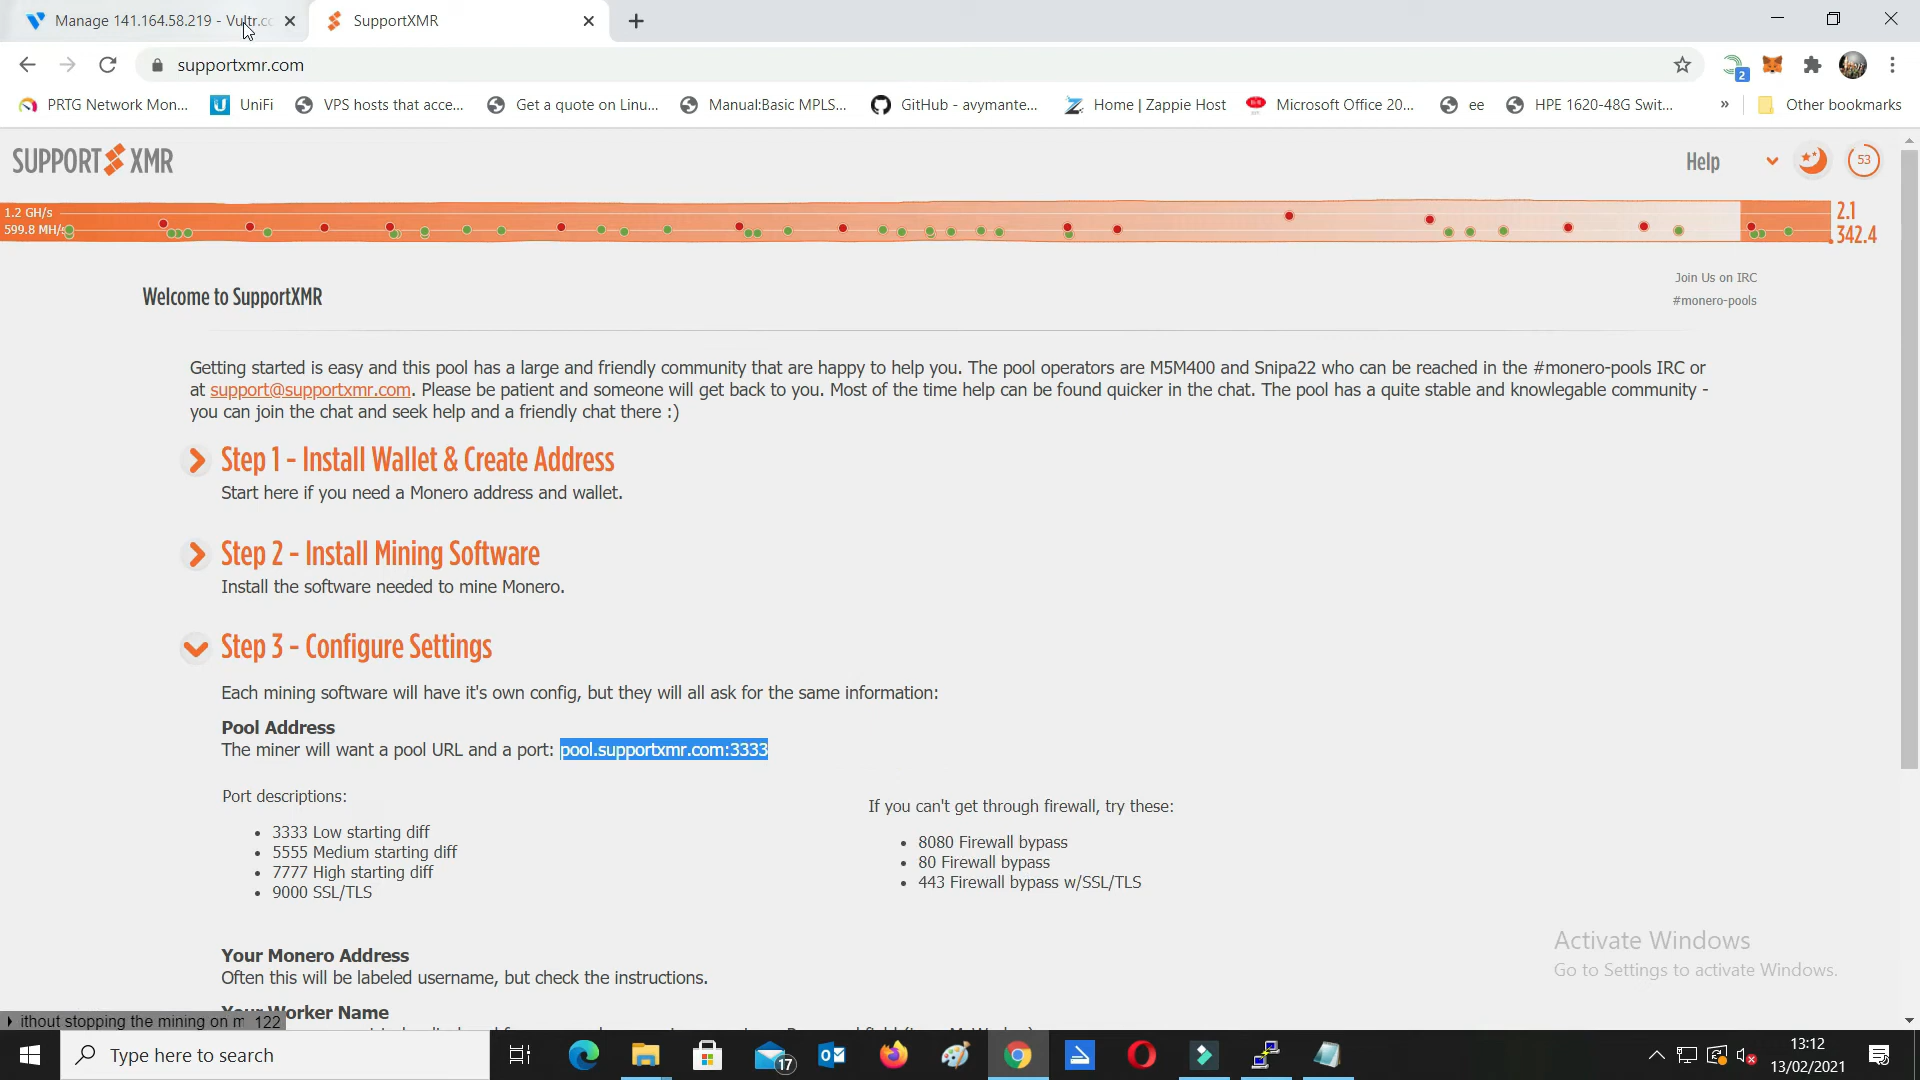 Manage 141.164.58.219 - Vultr.c
SupportXMR
supportxmr.com
2
PRTG Network Mon...
UniFi
VPS hosts that acce...
Get a quote on Linu...
Manual:Basic MPLS...
GitHub - avymante...
Home | Zappie Host
Microsoft Office 20...
ee
HPE 1620-48G Swit...
»
Other bookmarks
SUPPORT XMR
Help
53
1.2 GH/s
599.8 MH/s
2.1
342.4
Join Us on IRC
#monero-pools
Welcome to SupportXMR
Getting started is easy and this pool has a large and friendly community that are happy to help you. The pool operators are M5M400 and Snipa22 who can be reached in the #monero-pools IRC or
at support@supportxmr.com. Please be patient and someone will get back to you. Most of the time help can be found quicker in the chat. The pool has a quite stable and knowlegable community -
you can join the chat and seek help and a friendly chat there :)
Step 1 - Install Wallet & Create Address
Start here if you need a Monero address and wallet.
Step 2 - Install Mining Software
Install the software needed to mine Monero.
Step 3 - Configure Settings
Each mining software will have it's own config, but they will all ask for the same information:
Pool Address
The miner will want a pool URL and a port: pool.supportxmr.com:3333
Port descriptions:
• 3333 Low starting diff
• 5555 Medium starting diff
• 7777 High starting diff
• 9000 SSL/TLS
If you can't get through firewall, try these:
• 8080 Firewall bypass
• 80 Firewall bypass
• 443 Firewall bypass w/SSL/TLS
Your Monero Address
Often this will be labeled username, but check the instructions.
Your Worker Name
ithout stopping the mining on m 122
Activate Windows
Go to Settings to activate Windows.
Type here to search
17
13:12
13/02/2021